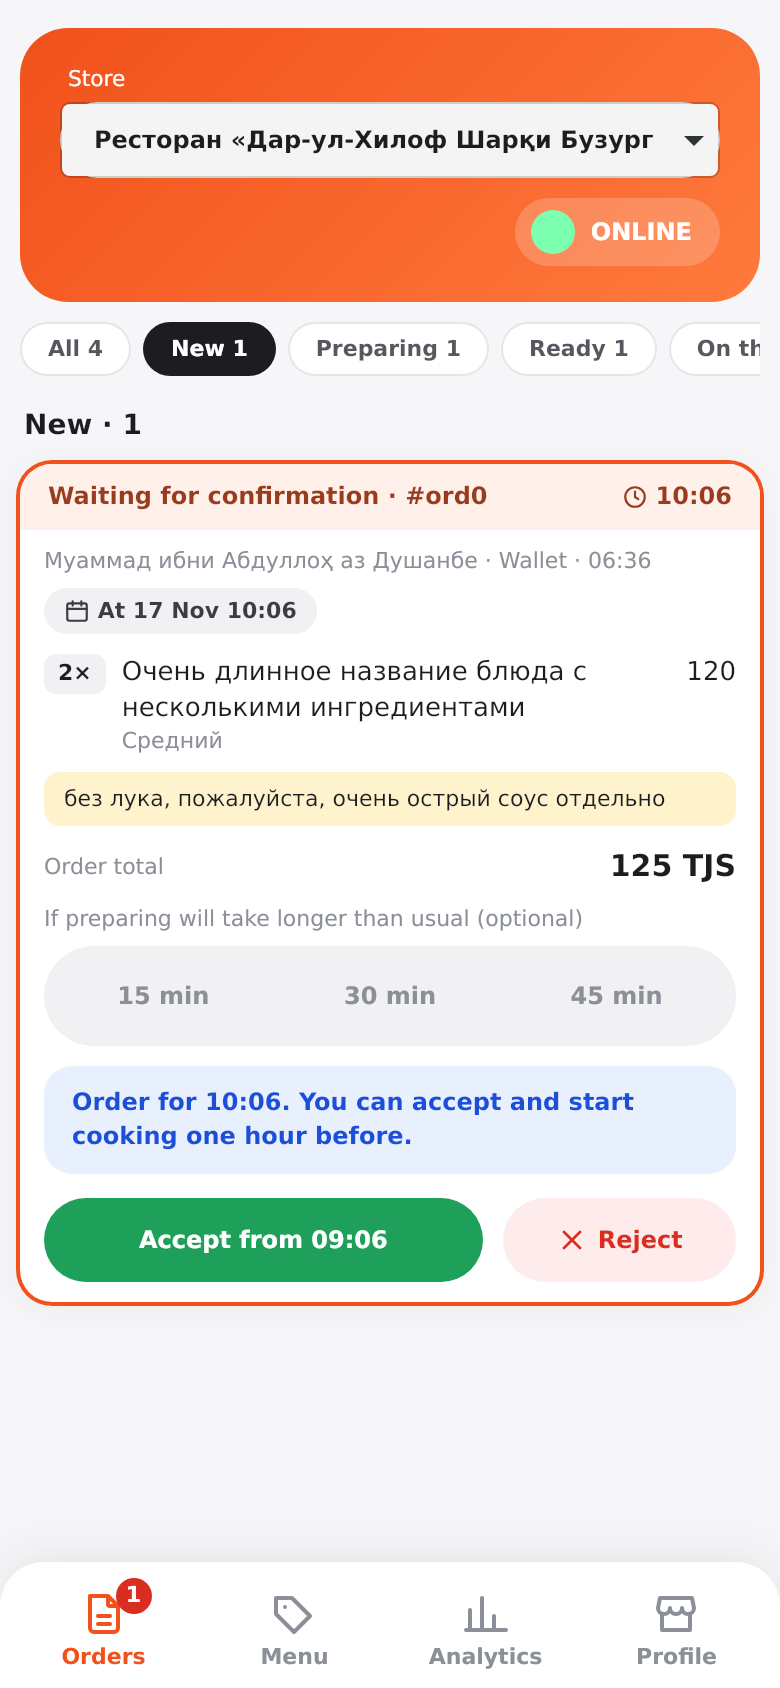 Store
Ресторан «Дар-ул-Хилоф Шарқи Бузург
ONLINE
All 4
New 1
Preparing 1
Ready 1
On th
New · 1
Waiting for confirmation · #ord0
10:06
Муаммад ибни Абдуллоҳ аз Душанбе · Wallet · 06:36
At 17 Nov 10:06
2×
Очень длинное название блюда с
120
несколькими ингредиентами
Средний
без лука, пожалуйста, очень острый соус отдельно
Order total
125 TJS
If preparing will take longer than usual (optional)
15 min
30 min
45 min
Order for 10:06. You can accept and start
cooking one hour before.
Accept from 09:06
Reject
1
Orders
Menu
Analytics
Profile